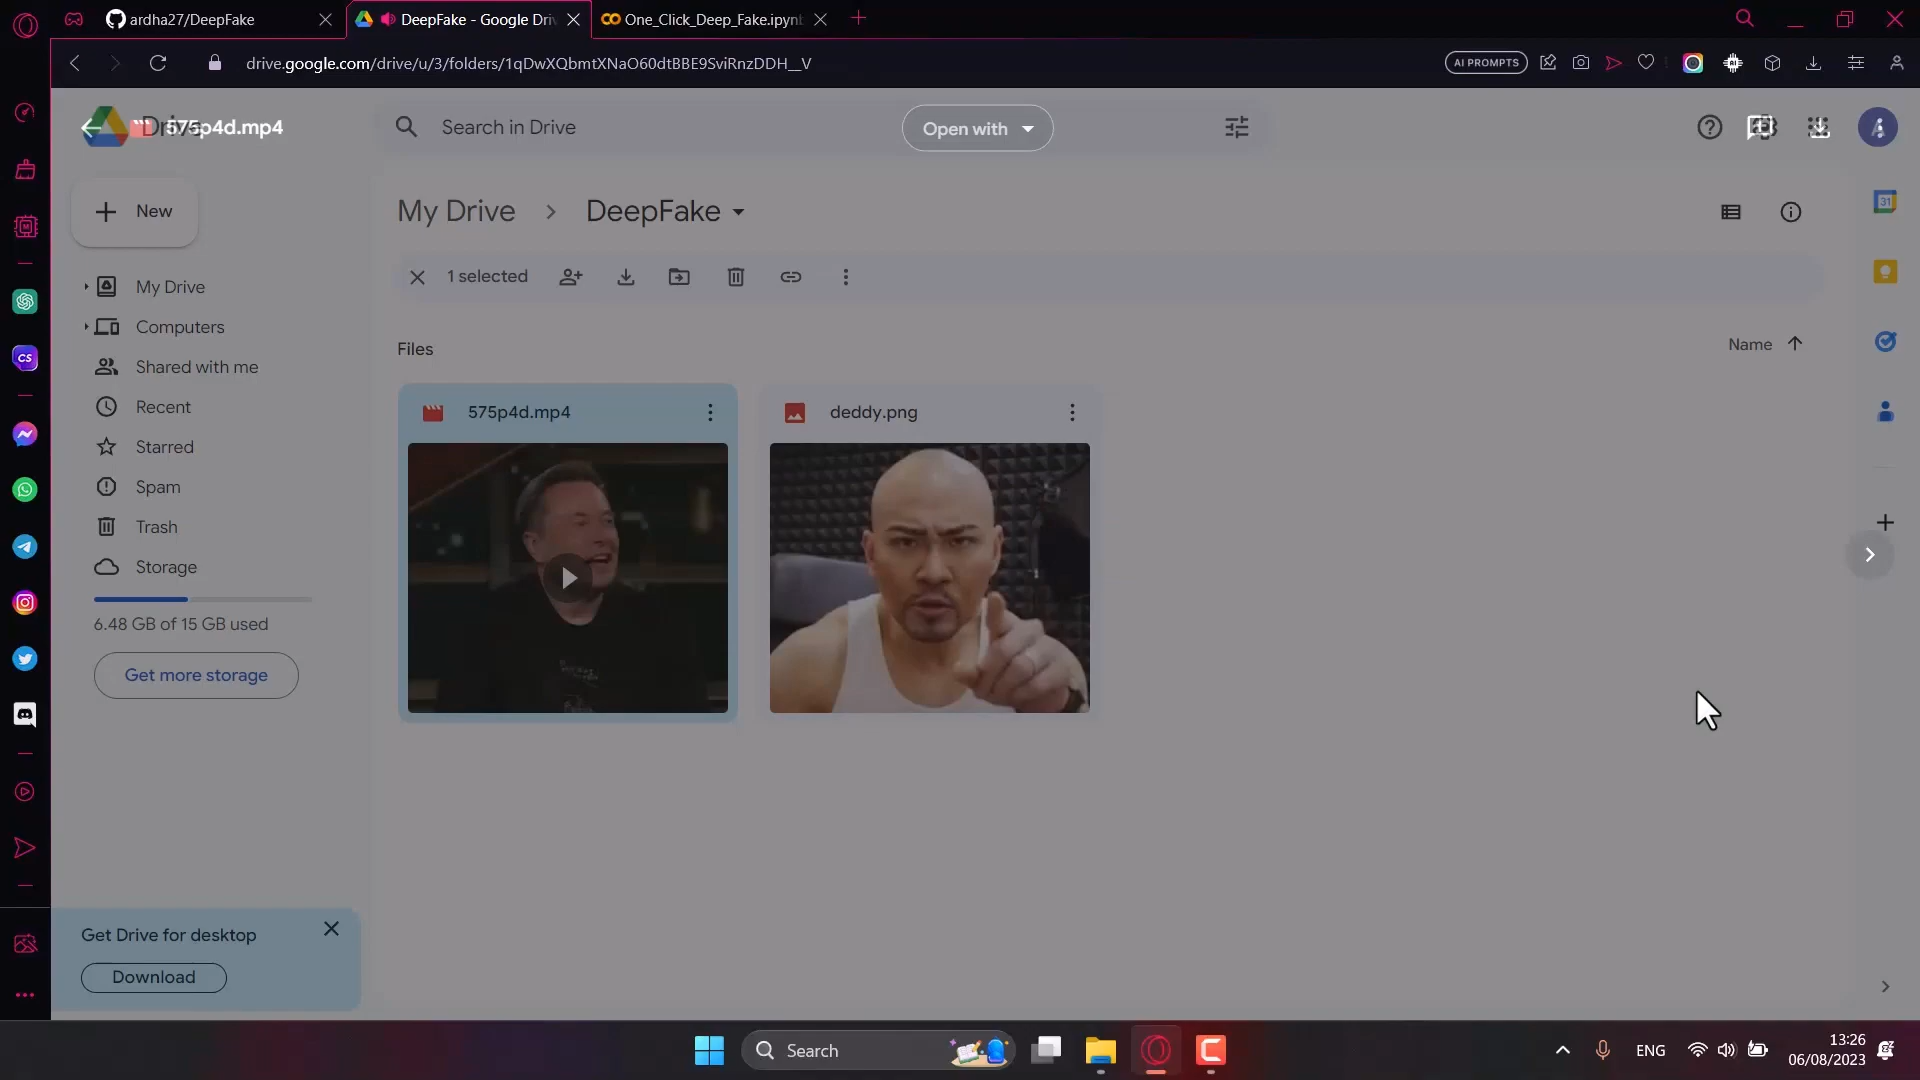 ardha27/DeepFake
DeepFake - Google Driv
One_Click_Deep_Fake.ipynb
drive.google.com/drive/u/3/folders/1qDwXQbmtXNaO60dtBBE9SviRnzDDH__V
AI PROMPTS
Drive
575p4d.mp4
Search in Drive
Open with
New
My Drive
DeepFake
1 selected
My Drive
Computers
Shared with me
Recent
Starred
Spam
Trash
Storage
6.48 GB of 15 GB used
Get more storage
Files
Name
575p4d.mp4
deddy.png
31
CS
Get Drive for desktop
Download
Search
ENG
13:26
06/08/2023